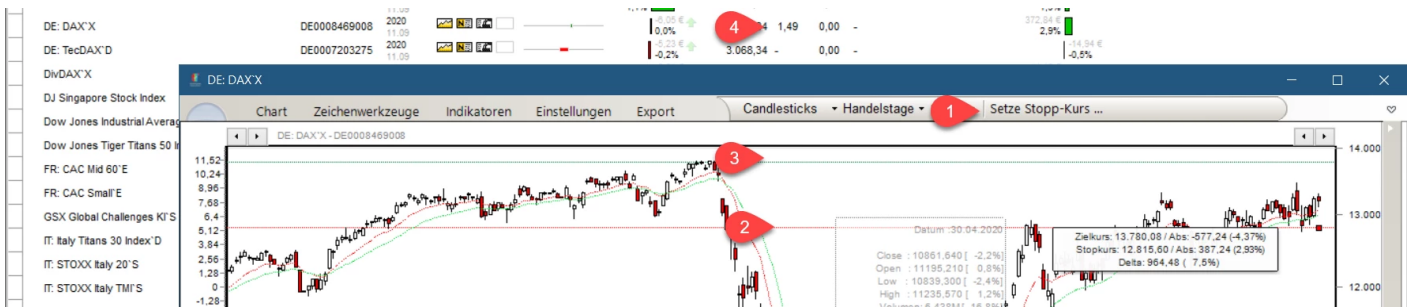 11.09
DE: DAX`X DE0008469008 2020 -6,05 € 0,0% 4 1,49 0,00 - 372,84 € 2,9%
11.09
DE: TecDAX`D DE0007203275 2020 -5,23 € -0,2% 3.068,34 - 0,00 - -14,94 € -0,5%
11.09
DivDAX`X
DJ Singapore Stock Index
Dow Jones Industrial Averag
Dow Jones Tiger Titans 50 I
FR: CAC Mid 60`E
FR: CAC Small`E
GSX Global Challenges KI`S
IT: Italy Titans 30 Index`D
IT: STOXX Italy 20`S
IT: STOXX Italy TMI`S
DE: DAX`X
Chart Zeichenwerkzeuge Indikatoren Einstellungen Export Candlesticks Handelstage 1 Setze Stopp-Kurs ...
DE: DAX`X - DE0008469008
11,52
10,24
8,96
7,68
6,4
5,12
3,84
2,56
1,28
0
-1,28
3
2
14.000
13.000
12.000
Datum :30.04.2020
Close : 10861,640 [ -2,2%]
Open : 11195,210 [ 0,8%]
Low : 10839,300 [ -2,4%]
High : 11235,570 [ 1,2%]
Zielkurs: 13.780,08 / Abs: -577,24 (-4,37%)
Stopkurs: 12.815,60 / Abs: 387,24 (2,93%)
Delta: 964,48 ( 7,5%)